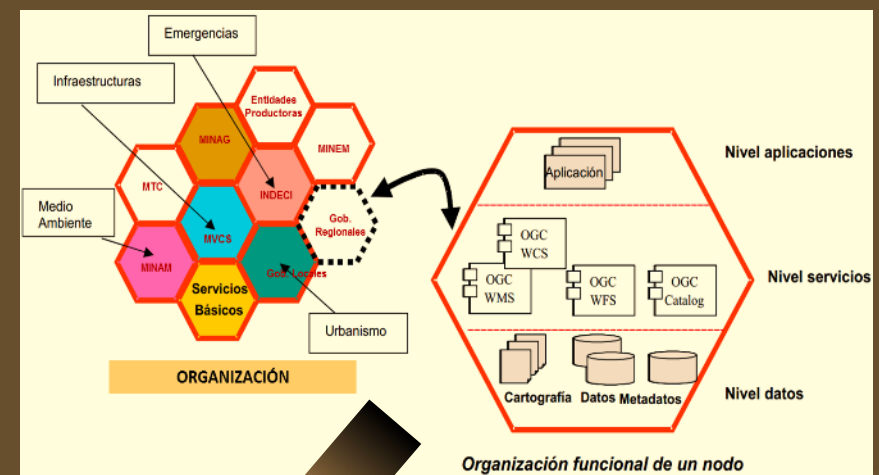 Emergencias
Infraestructuras
Medio
Ambiente
Entidades
Productoras
MINAG
MINEM
MTC
INDECI
Gob.
Regionales
MVCS
MINAM
Gob. Locales
Servicios
Básicos
Urbanismo
ORGANIZACIÓN
Nivel aplicaciones
Aplicación
OGC
WCS
OGC
WMS
OGC
WFS
OGC
Catalog
Nivel servicios
Cartografía Datos Metadatos
Nivel datos
Organización funcional de un nodo